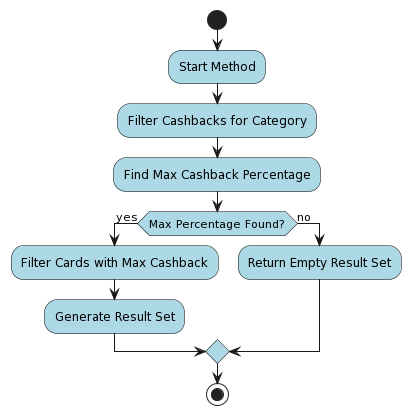 Start Method
Filter Cashbacks for Category
Find Max Cashback Percentage
yes
Max Percentage Found?
no
Filter Cards with Max Cashback
Return Empty Result Set
Generate Result Set